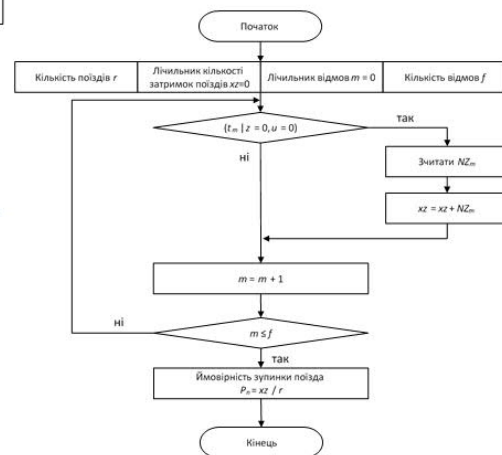 Початок
Кількість поїздів r
Лічильник кількості
затримок поїздів xz=0
Лічильник відмов m = 0
Кількість відмов f
(t_m | z = 0, u = 0)
так
ні
Зчитати NZ_m
xz = xz + NZ_m
m = m + 1
ні
m ≤ f
так
Ймовірність зупинки поїзда
P_n = xz / r
Кінець